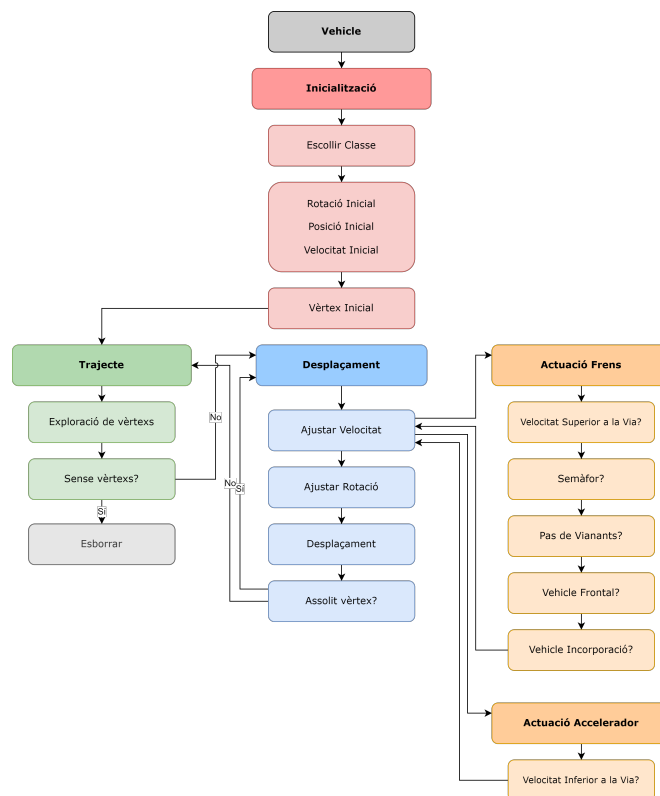 Vehicle
Inicialització
Escollir Classe
Rotació Inicial
Posició Inicial
Velocitat Inicial
Vèrtex Inicial
Trajecte
Exploració de vèrtexs
Sense vèrtexs?
Sí
Esborrar
No
No
Sí
Desplaçament
Ajustar Velocitat
Ajustar Rotació
Desplaçament
Assolit vèrtex?
Actuació Frens
Velocitat Superior a la Via?
Semàfor?
Pas de Vianants?
Vehicle Frontal?
Vehicle Incorporació?
Actuació Accelerador
Velocitat Inferior a la Via?